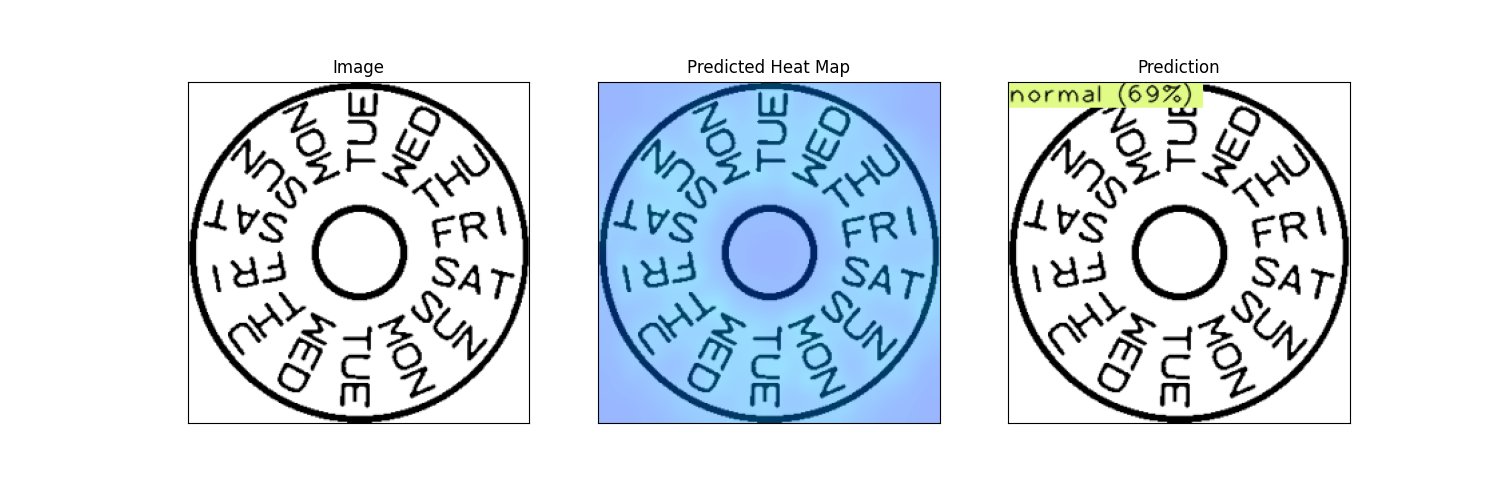 Image
TUE
WED
THU
FRI
SAT
SUN
MON
TUE
WED
THU
FRI
SAT
SUN
MON
Predicted Heat Map
TUE
WED
THU
FRI
SAT
SUN
MON
TUE
WED
THU
FRI
SAT
SUN
MON
Prediction
normal (69%)
TUE
WED
THU
FRI
SAT
SUN
MON
TUE
WED
THU
FRI
SAT
SUN
MON